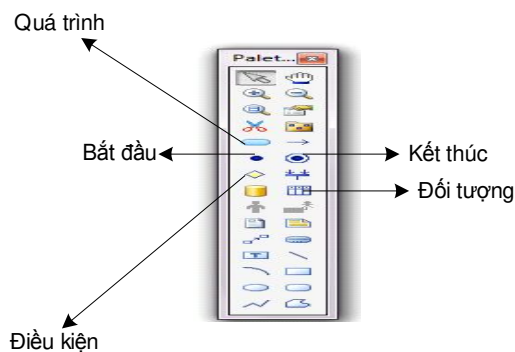 Quá trình
Palet...
Bắt đầu
Kết thúc
Đối tượng
Điều kiện